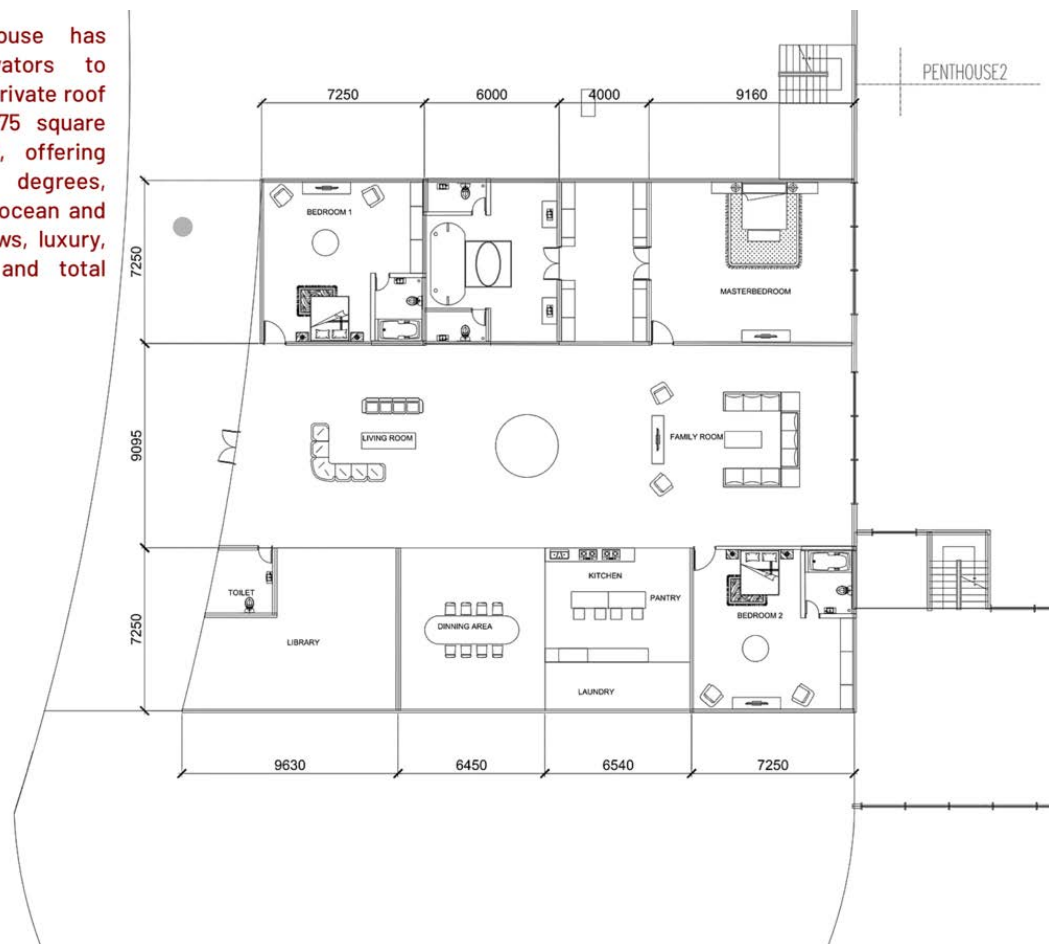 ouse has
vators to
rivate roof
75 square
, offering
degrees,
ocean and
ws, luxury,
and total
PENTHOUSE2
7250
6000
4000
9160
7250
BEDROOM 1
MASTERBEDROOM
9095
LIVING ROOM
FAMILY ROOM
7250
TOILET
LIBRARY
DINNING AREA
KITCHEN
PANTRY
LAUNDRY
BEDROOM 2
9630
6450
6540
7250